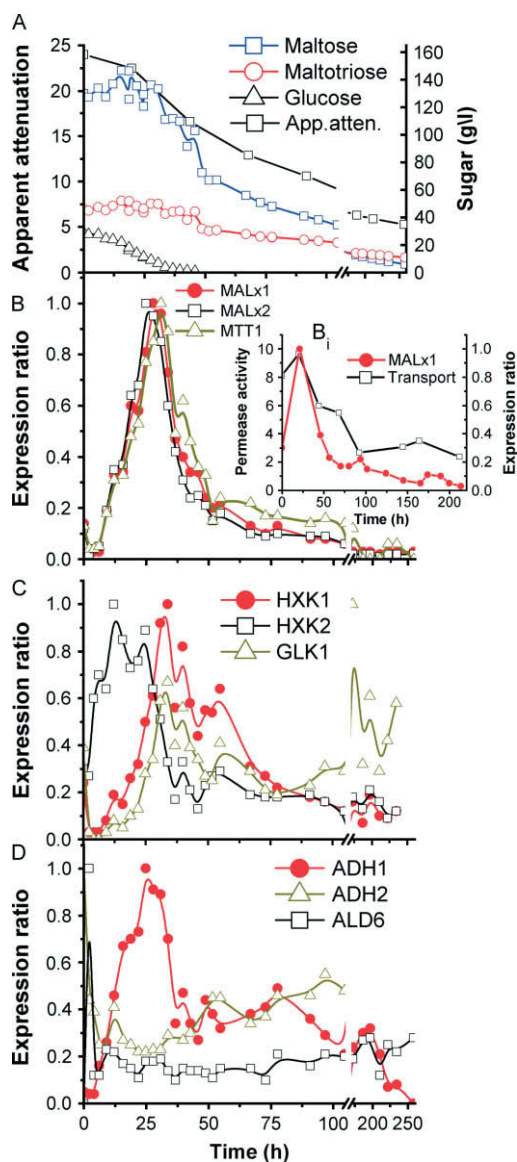 A
Apparent attenuation
25
20
15
10
5
0
Maltose
Maltotriose
Glucose
App.atten.
160
140
120
100
80
60
40
20
0
Sugar (g\l)
B
Expression ratio
1.0
0.8
0.6
0.4
0.2
0.0
MALx1
MALx2
MTT1
Bi
Permease activity
10
8
6
4
2
0
MALx1
Transport
1.0
0.8
0.6
0.4
0.2
0.0
Expression ratio
0 50 100 150 200
Time (h)
C
Expression ratio
1.0
0.8
0.6
0.4
0.2
0.0
HXK1
HXK2
GLK1
D
Expression ratio
1.0
0.8
0.6
0.4
0.2
0.0
ADH1
ADH2
ALD6
0 25 50 75 100 200 250
Time (h)